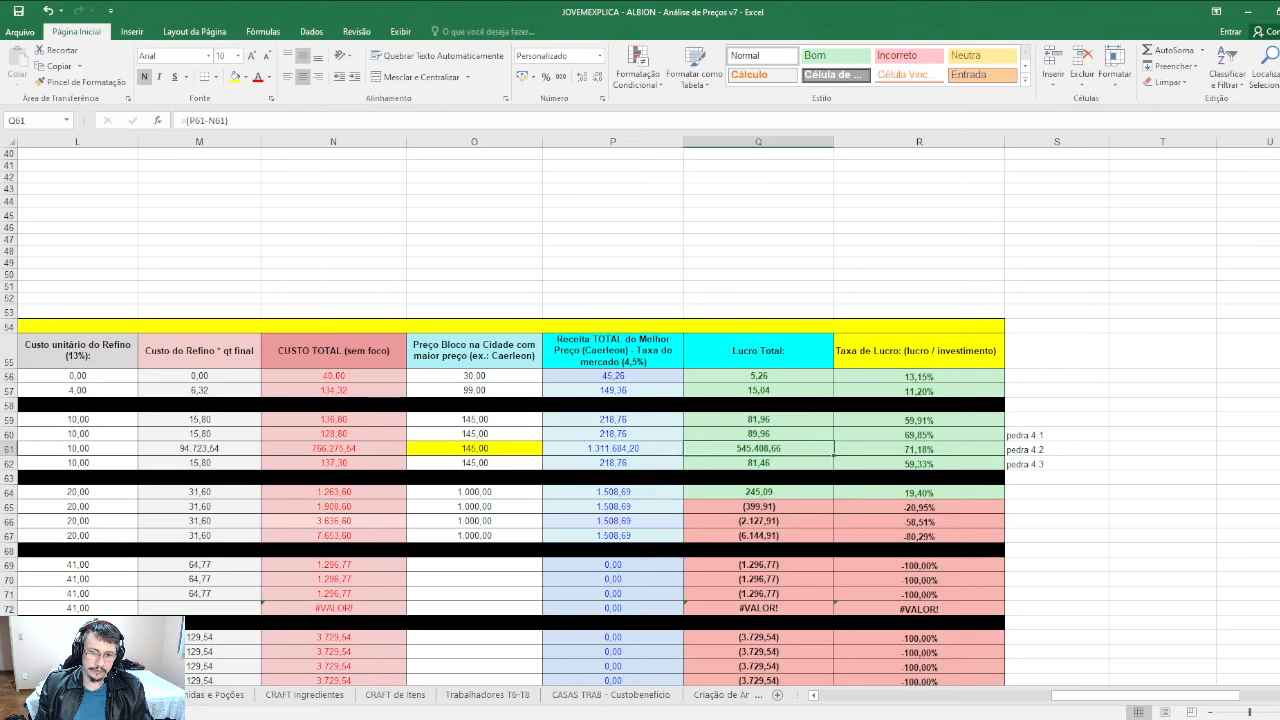 JOVEMEXPLICA - ALBION - Análise de Preços v7 - Excel
Arquivo Página Inicial Inserir Layout da Página Fórmulas Dados Revisão Exibir O que você deseja fazer... Entrar
Colar Recortar Copiar Pincel de Formatação Área de Transferência
Arial 10 N I S Fonte
Quebrar Texto Automaticamente Mesclar e Centralizar Alinhamento
Personalizado % 000 Número
Formatação Condicional Formatar como Tabela
Normal Bom Incorreto Neutra
Cálculo Célula de ... Célula Vinc... Entrada
Estilo
Inserir Excluir Formatar Células
AutoSoma Preencher Limpar Classificar e Filtrar Edição
Q61 fx =(P61-N61)
L M N O P Q R S T U
40
41
42
43
44
45
46
47
48
49
50
51
52
53
54
55 Custo unitário do Refino (13%): Custo do Refino * qt final CUSTO TOTAL (sem foco) Preço Bloco na Cidade com maior preço (ex.: Caerleon) Receita TOTAL do Melhor Preço (Caerleon) - Taxa do mercado (4,5%) Lucro Total: Taxa de Lucro: (lucro / investimento)
56 0,00 0,00 40,00 30,00 45,26 5,26 13,15%
57 4,00 6,32 134,32 99,00 149,36 15,04 11,20%
58
59 10,00 15,80 136,80 145,00 218,76 81,96 59,91%
60 10,00 15,80 128,80 145,00 218,76 89,96 69,85% pedra 4.1
61 10,00 94.723,54 766.275,54 145,00 1.311.684,20 545.408,66 71,18% pedra 4.2
62 10,00 15,80 137,30 145,00 218,76 81,46 59,33% pedra 4.3
63
64 20,00 31,60 1.263,60 1.000,00 1.508,69 245,09 19,40%
65 20,00 31,60 1.908,60 1.000,00 1.508,69 (399,91) -20,95%
66 20,00 31,60 3.636,60 1.000,00 1.508,69 (2.127,91) -58,51%
67 20,00 31,60 7.653,60 1.000,00 1.508,69 (6.144,91) -80,29%
68
69 41,00 64,77 1.296,77 0,00 (1.296,77) -100,00%
70 41,00 64,77 1.296,77 0,00 (1.296,77) -100,00%
71 41,00 64,77 1.296,77 0,00 (1.296,77) -100,00%
72 41,00 #VALOR! 0,00 #VALOR! #VALOR!
129,54 3.729,54 0,00 (3.729,54) -100,00%
129,54 3.729,54 0,00 (3.729,54) -100,00%
129,54 3.729,54 0,00 (3.729,54) -100,00%
129,54 3.729,54 0,00 (3.729,54) -100,00%
idas e Poções CRAFT Ingredientes CRAFT de Itens Trabalhadores T6-T8 CASAS TRAB - Custobeneficio Criação de Ar ...